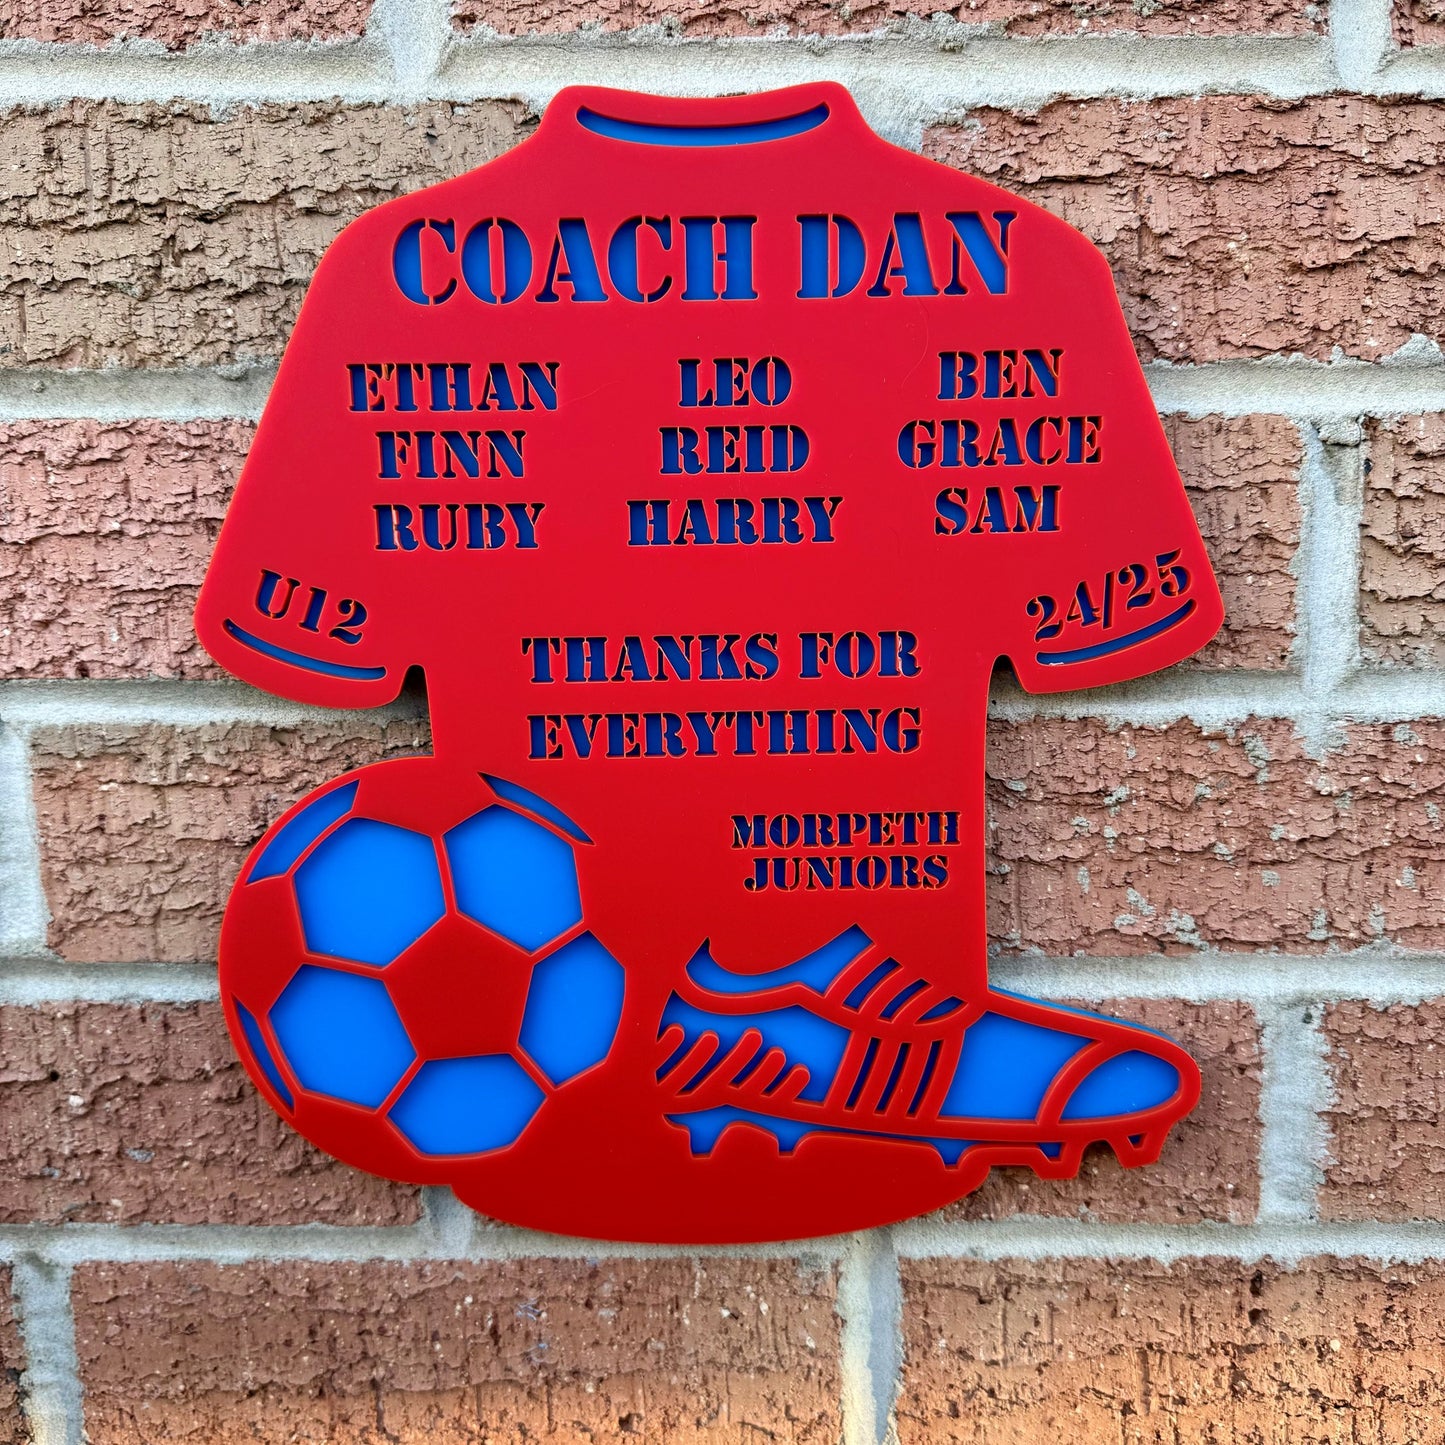 COACH DAN
ETHAN LEO BEN
FINN REID GRACE
RUBY HARRY SAM
U12 24/25
THANKS FOR
EVERYTHING
MORPETH
JUNIORS